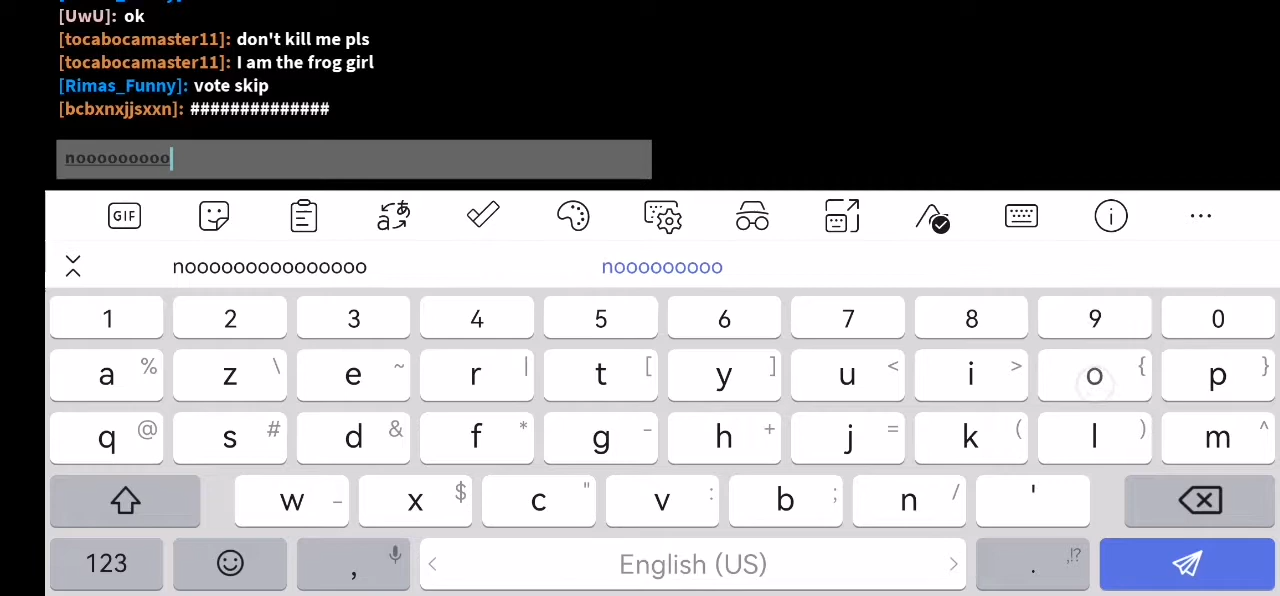 [UwU]: ok
[tocabocamaster11]: don't kill me pls
[tocabocamaster11]: I am the frog girl
[Rimas_Funny]: vote skip
[bcbxnxjjsxxn]: ##############
nooooooooo
GIF
nooooooooooooooo nooooooooo
1 2 3 4 5 6 7 8 9 0
a % z \ e ~ r | t [ y ] u < i > o { p }
q @ s # d & f * g - h + j = k ( l ) m ^
w _ x $ c " v : b ; n / '
123 , < English (US) > . ,!?